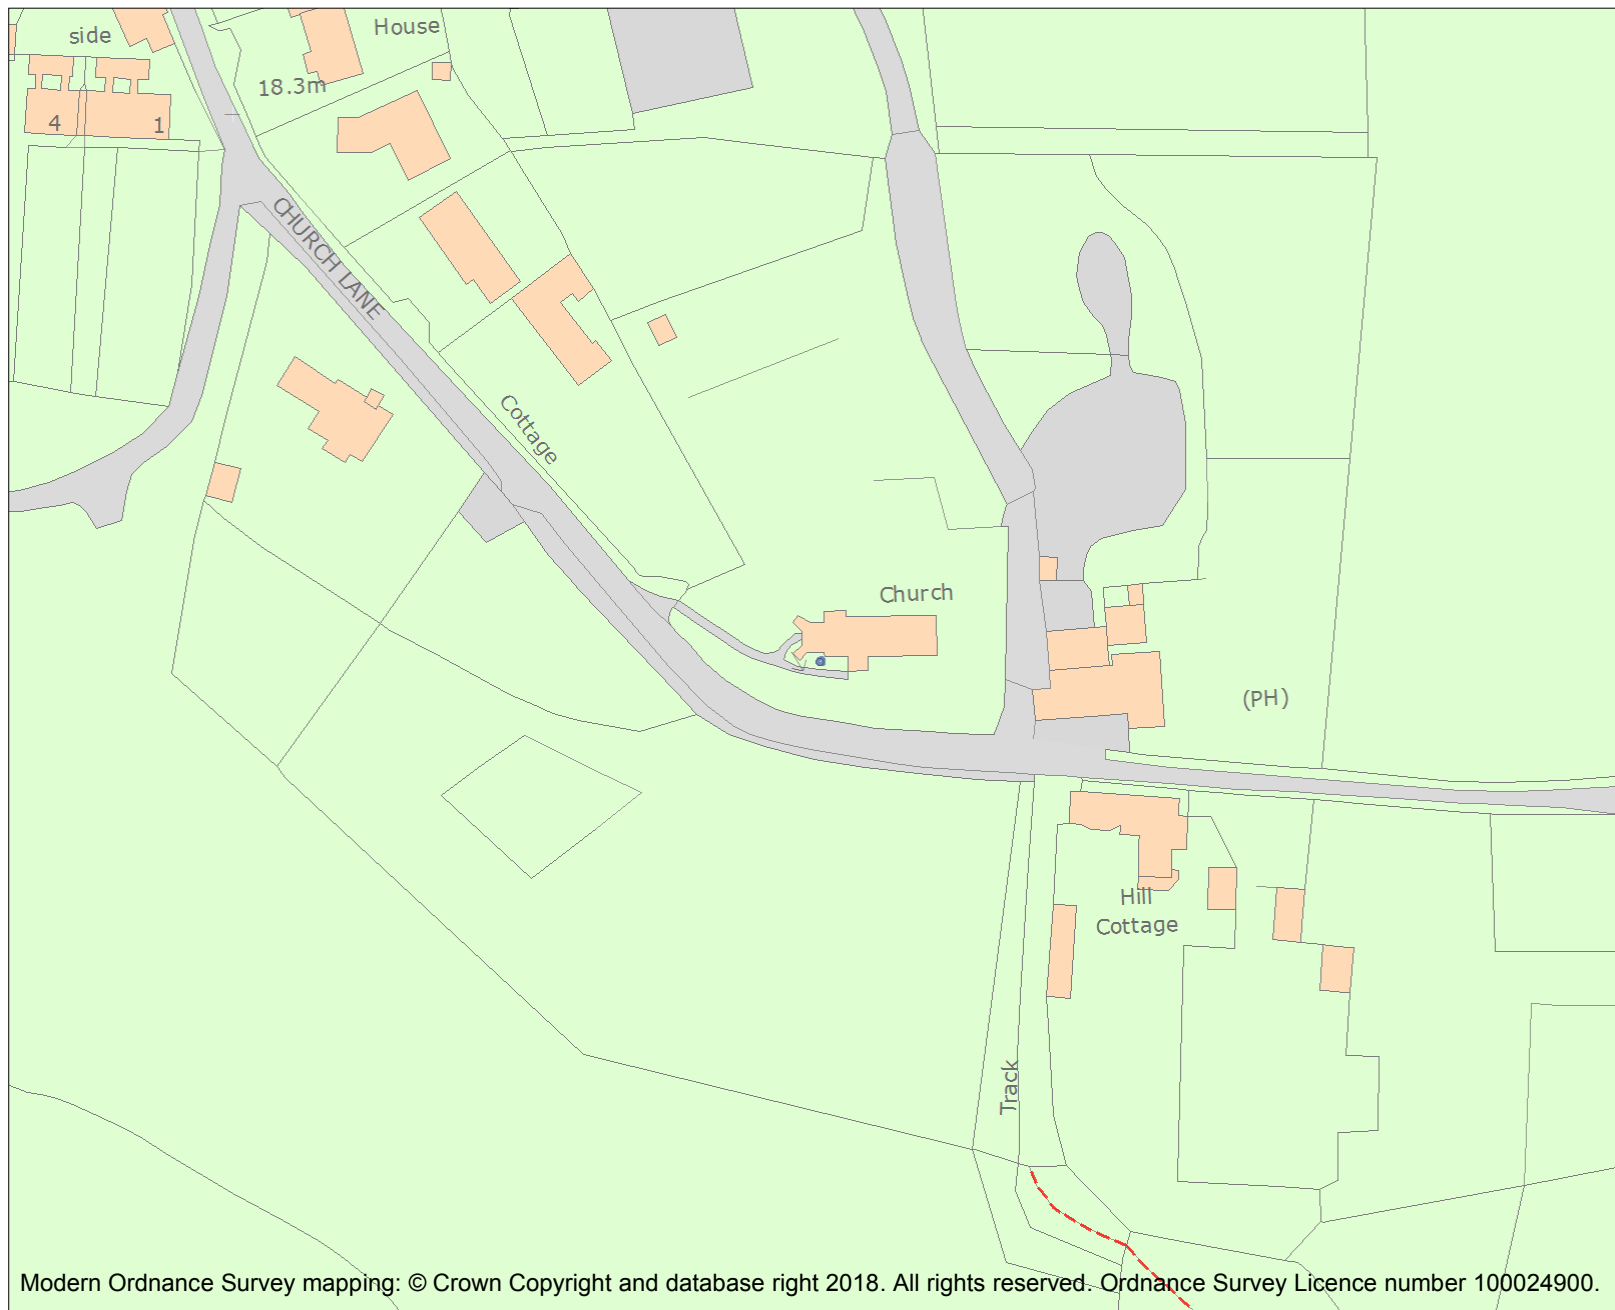 side
House
18.3m
4
1
CHURCH LANE
Cottage
Church
(PH)
Hill
Cottage
Track
Modern Ordnance Survey mapping: © Crown Copyright and database right 2018. All rights reserved. Ordnance Survey Licence number 100024900.